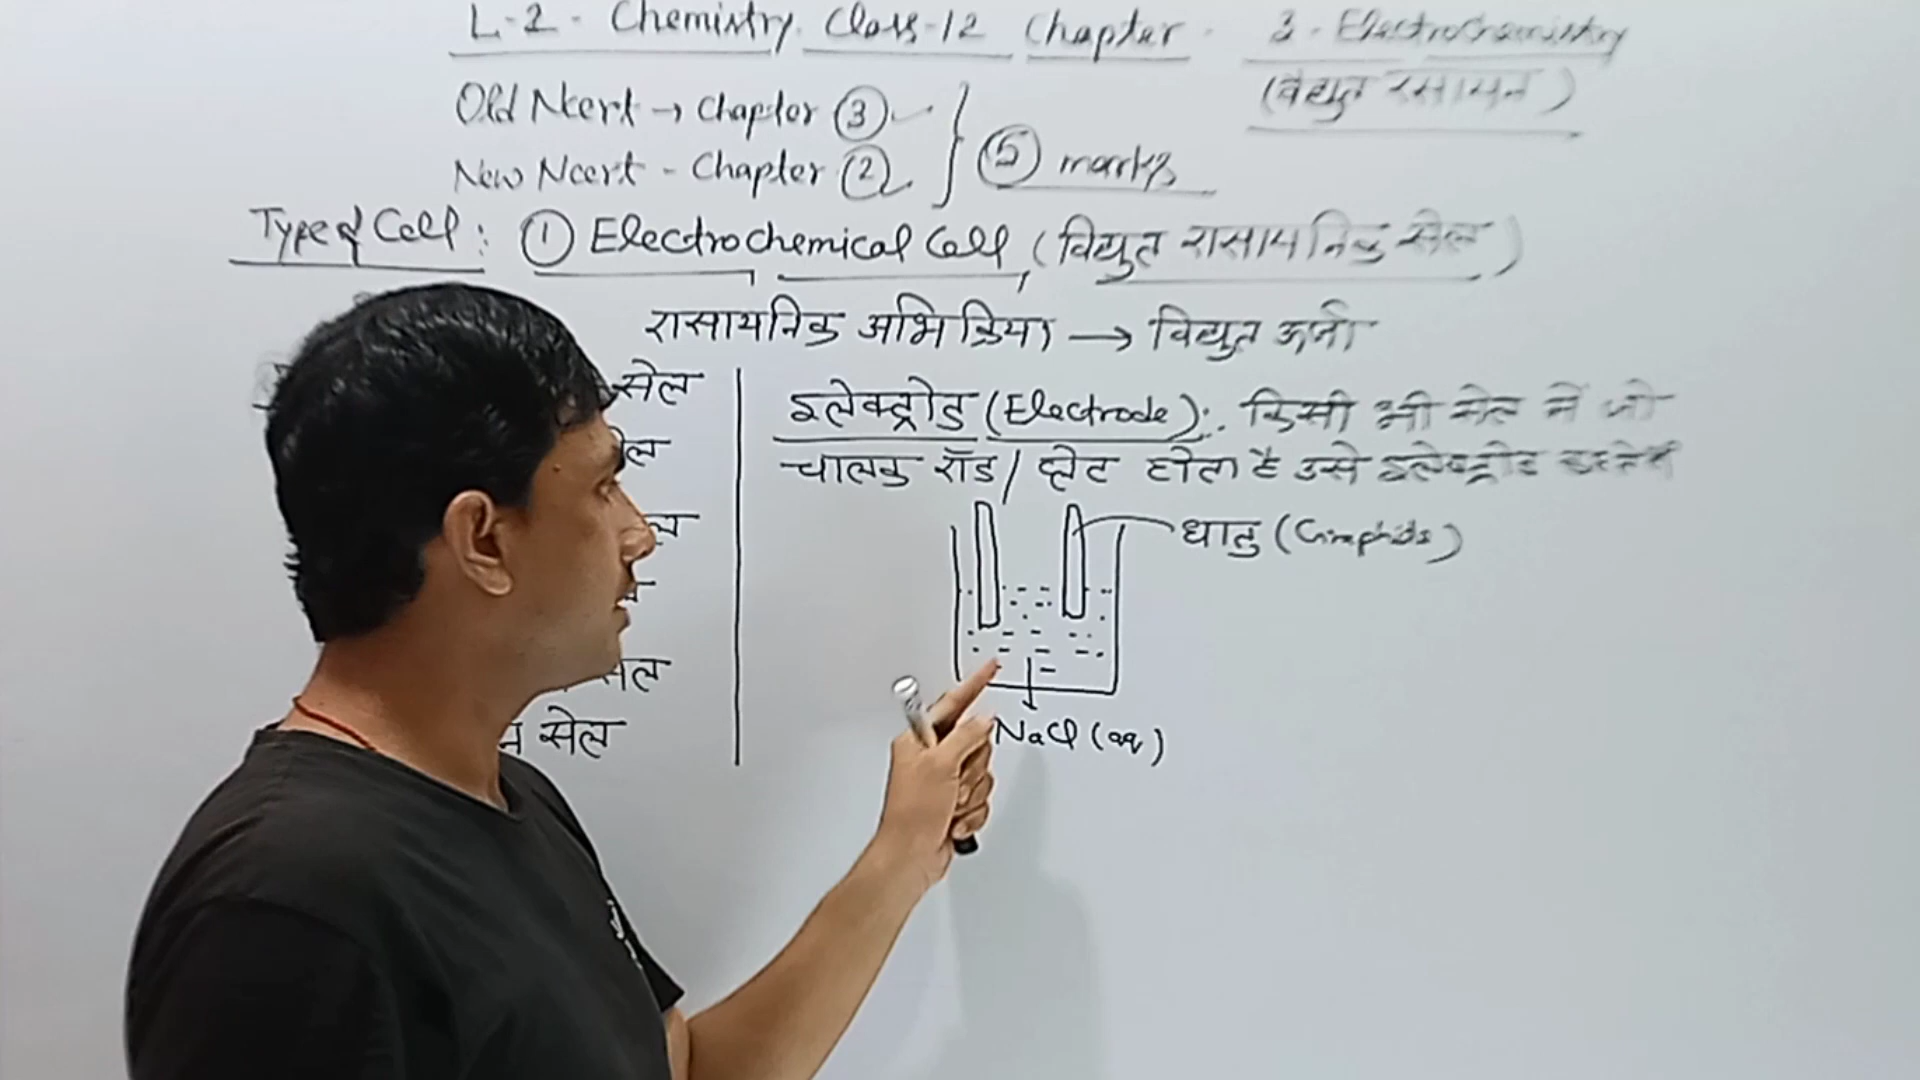 L-2. Chemistry. Class-12 Chapter. 3. Electrochemistry
(वैद्युत रसायन)
Old Ncert → Chapter ③
New Ncert - Chapter ②
⑤ marks
Type of Cell: ① Electrochemical Cell (विद्युत रासायनिक सेल)
रासायनिक अभिक्रिया → विद्युत ऊर्जा
सेल
सेल
इलेक्ट्रोड (Electrode): किसी भी सेल में जो
चालक रॉड / प्लेट होता है उसे इलेक्ट्रोड कहते हैं
धातु
NaCl (aq)